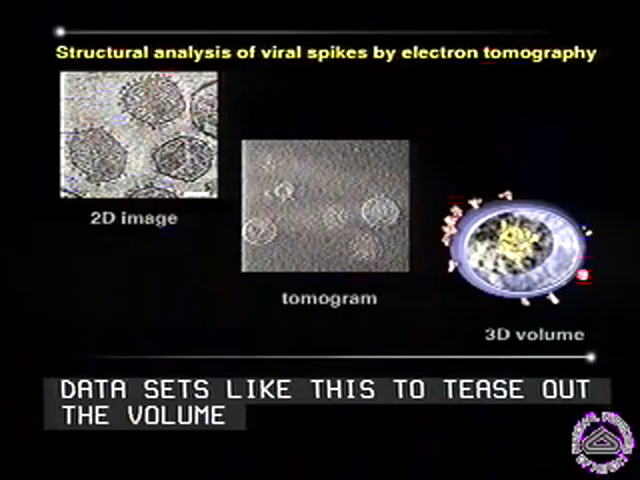 Structural analysis of viral spikes by electron tomography
2D image
tomogram
3D volume
DATA SETS LIKE THIS TO TEASE OUT
THE VOLUME